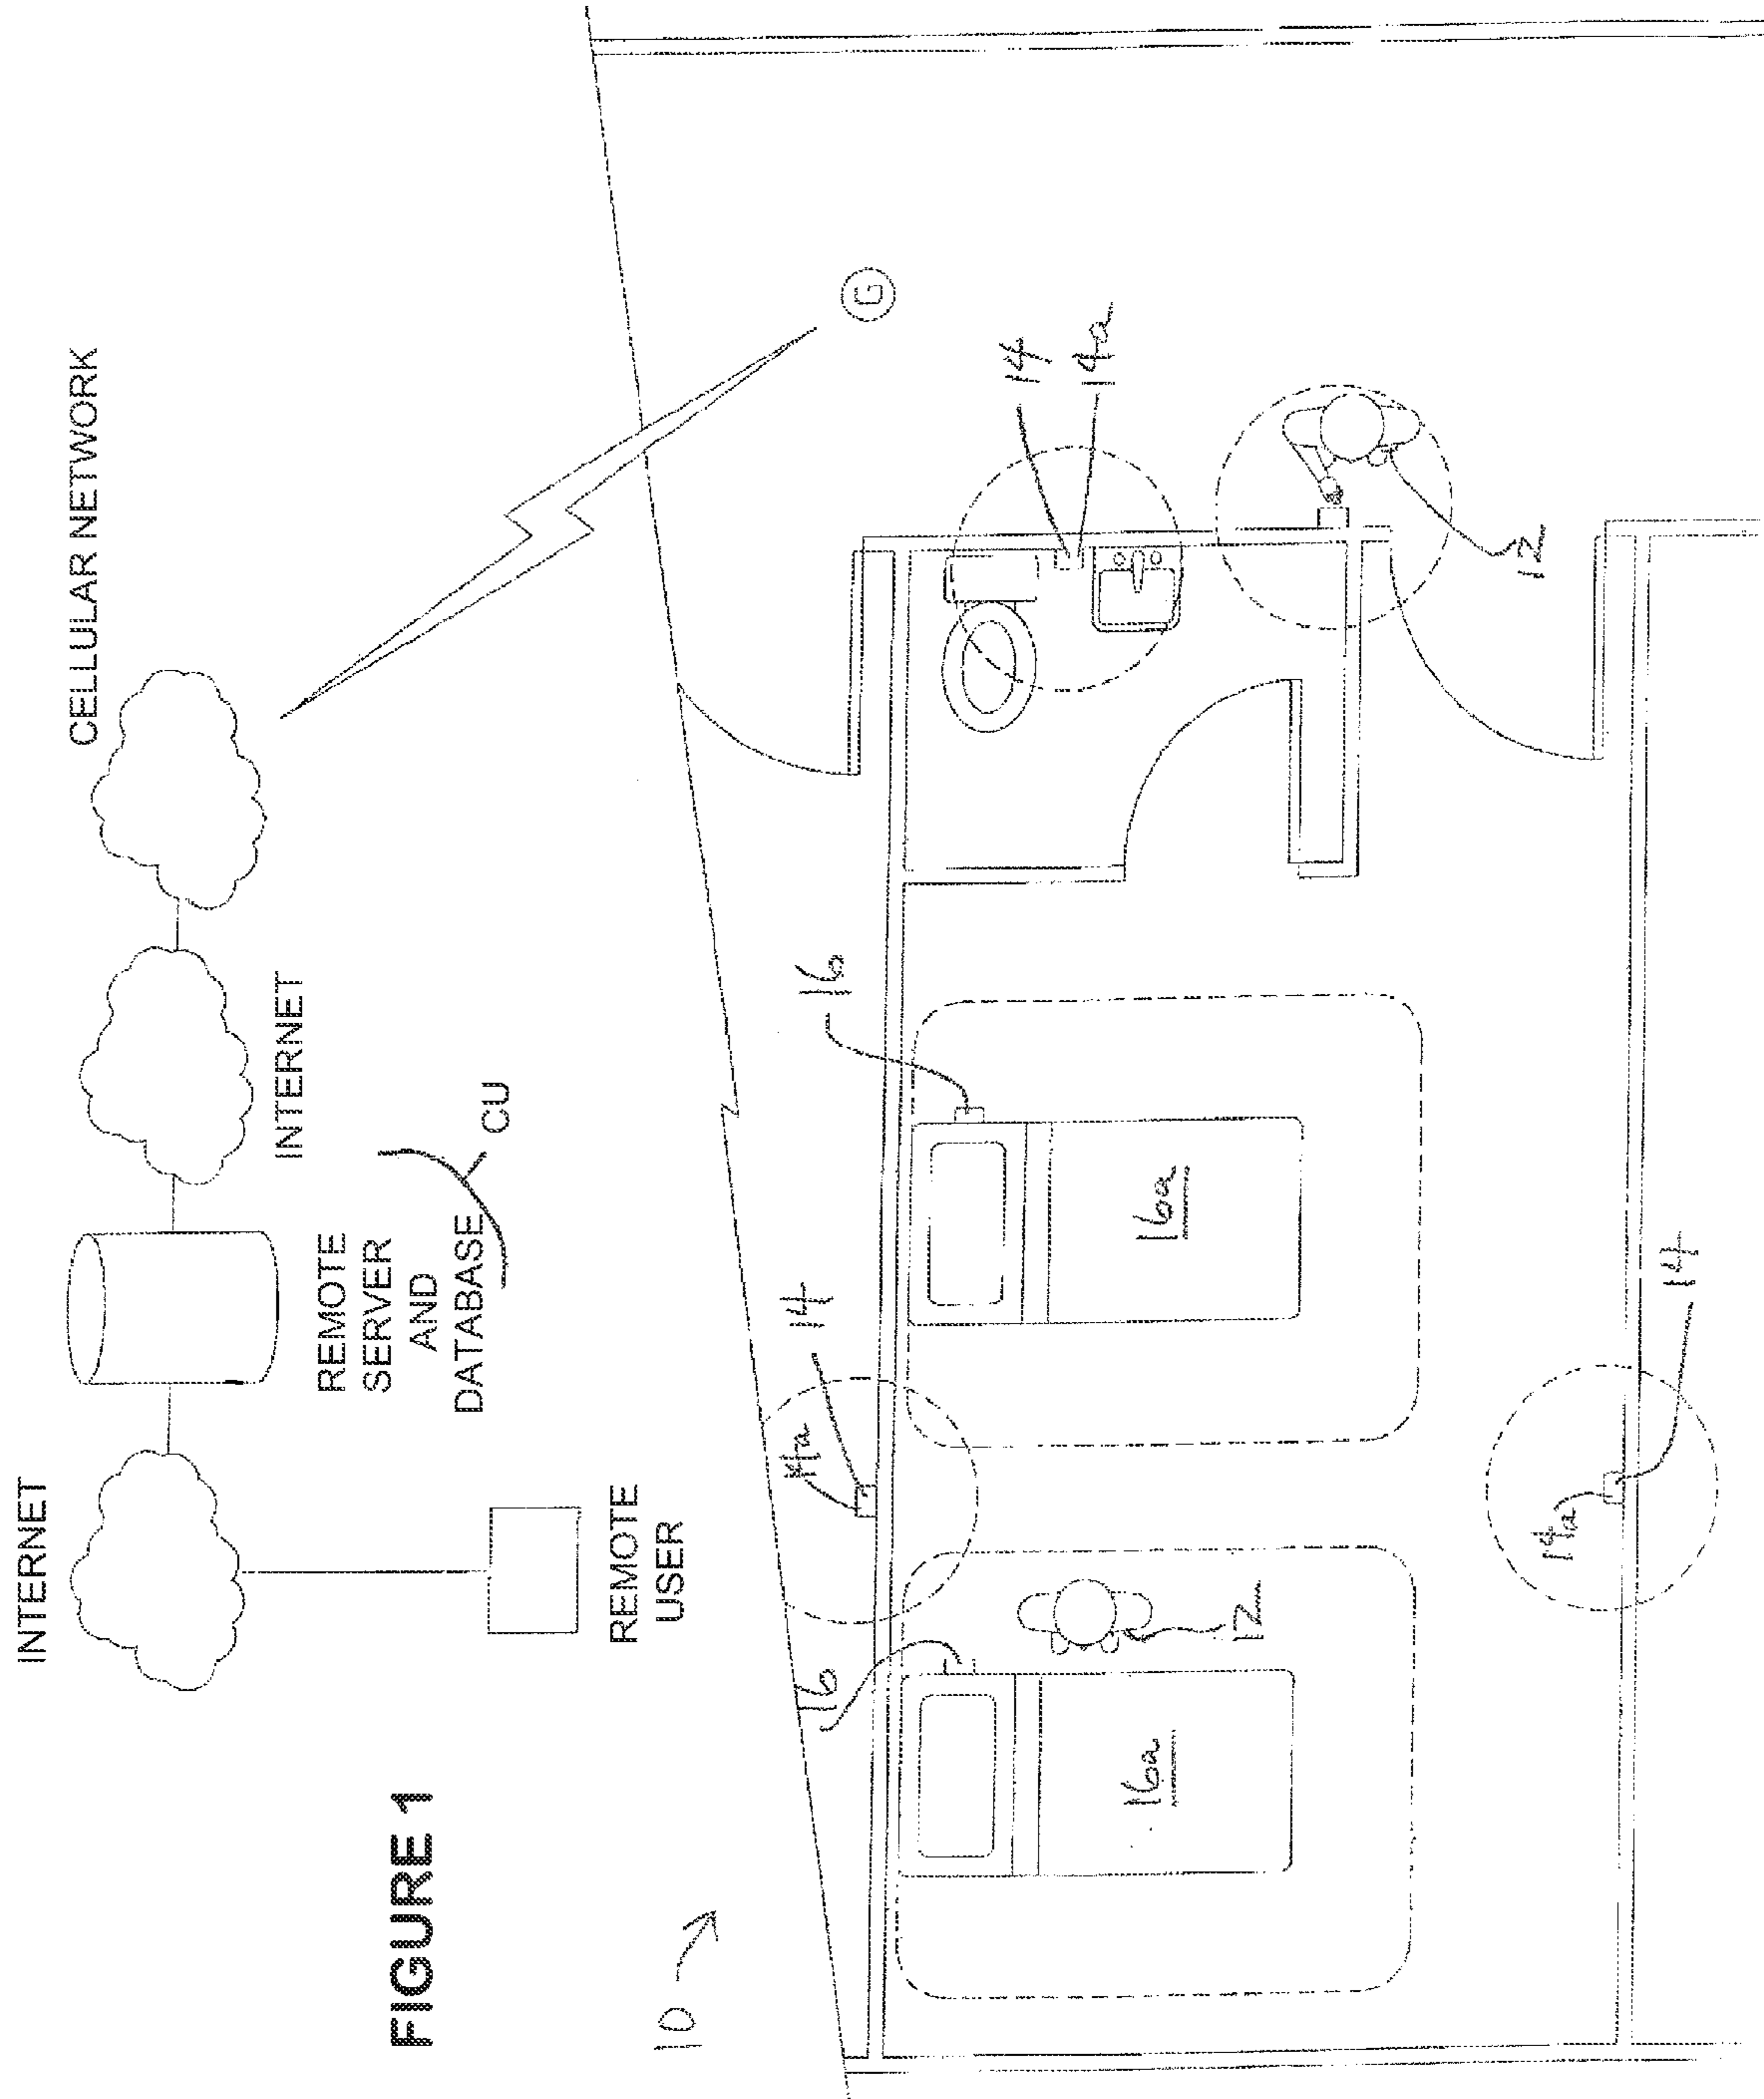 FIGURE 1
INTERNET
REMOTE
SERVER
AND
DATABASE
CU
INTERNET
CELLULAR NETWORK
REMOTE
USER
10
G
16
14a
14
16
14
14a
16a
16a
12
12
14a
14